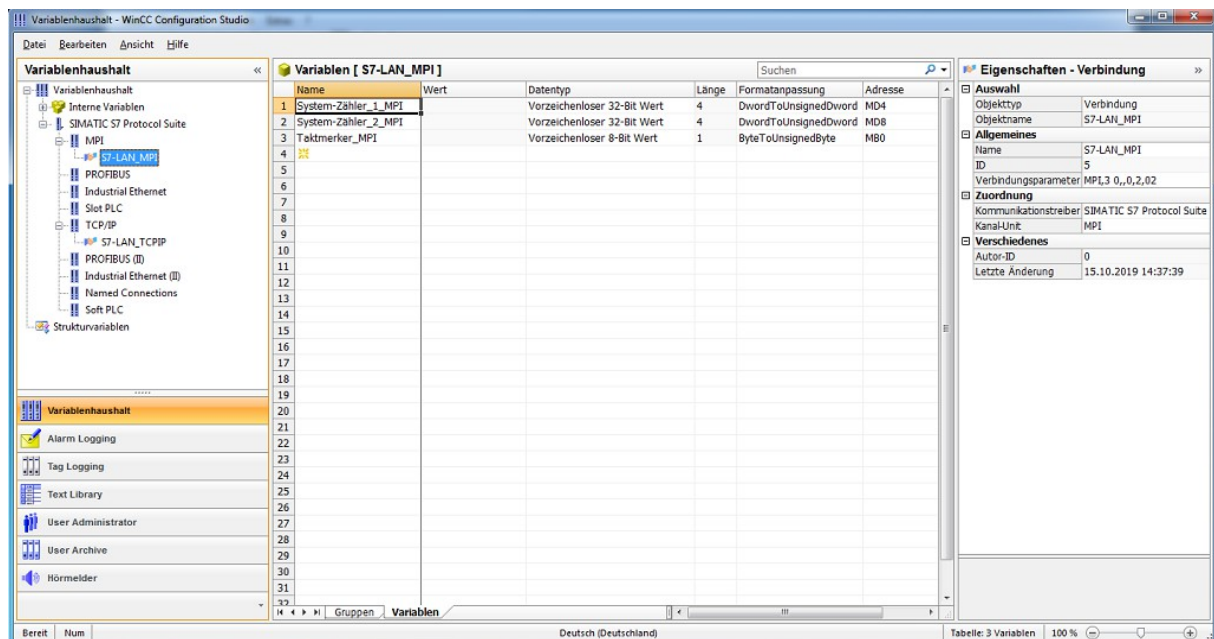 Variablenhaushalt - WinCC Configuration Studio
Datei Bearbeiten Ansicht Hilfe
Variablenhaushalt «
Variablenhaushalt
Interne Variablen
SIMATIC S7 Protocol Suite
MPI
S7-LAN_MPI
PROFIBUS
Industrial Ethernet
Slot PLC
TCP/IP
S7-LAN_TCPIP
PROFIBUS (II)
Industrial Ethernet (II)
Named Connections
Soft PLC
Strukturvariablen
Variablenhaushalt
Alarm Logging
Tag Logging
Text Library
User Administrator
User Archive
Hörmelder
Variablen [ S7-LAN_MPI ] Suchen
Name Wert Datentyp Länge Formatanpassung Adresse
1 System-Zähler_1_MPI Vorzeichenloser 32-Bit Wert 4 DwordToUnsignedDword MD4
2 System-Zähler_2_MPI Vorzeichenloser 32-Bit Wert 4 DwordToUnsignedDword MD8
3 Taktmerker_MPI Vorzeichenloser 8-Bit Wert 1 ByteToUnsignedByte MB0
4
5
6
7
8
9
10
11
12
13
14
15
16
17
18
19
20
21
22
23
24
25
26
27
28
29
30
31
32
Gruppen Variablen
Eigenschaften - Verbindung »
Auswahl
Objekttyp Verbindung
Objektname S7-LAN_MPI
Allgemeines
Name S7-LAN_MPI
ID 5
Verbindungsparameter MPI,3 0,,0,2,02
Zuordnung
Kommunikationstreiber SIMATIC S7 Protocol Suite
Kanal-Unit MPI
Verschiedenes
Autor-ID 0
Letzte Änderung 15.10.2019 14:37:39
Bereit Num Deutsch (Deutschland) Tabelle: 3 Variablen 100 %